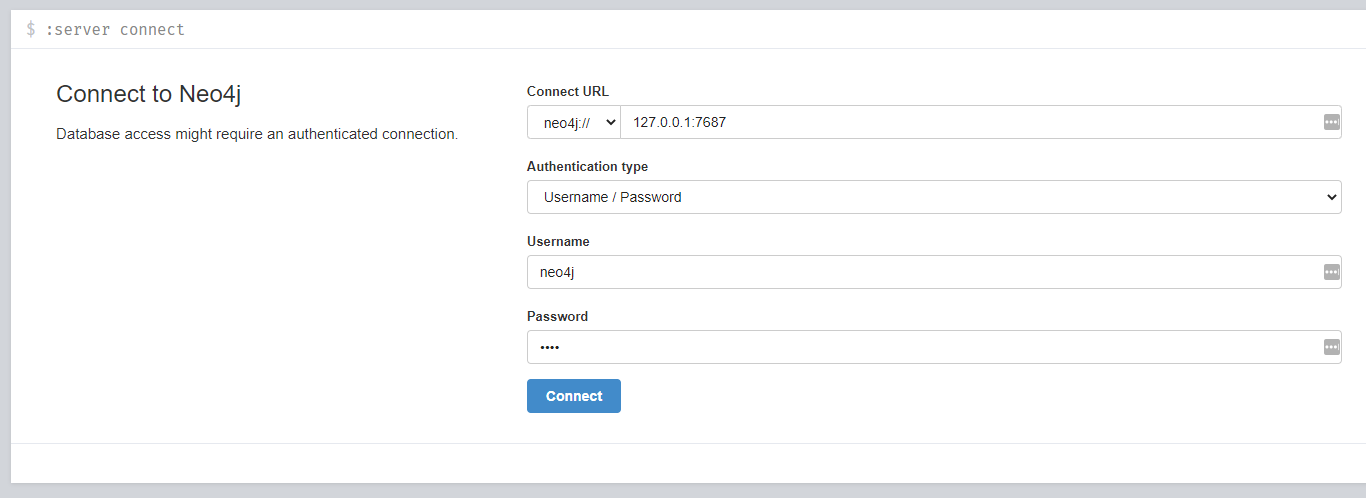 $ :server connect
Connect to Neo4j
Database access might require an authenticated connection.
Connect URL
neo4j:// 127.0.0.1:7687
Authentication type
Username / Password
Username
neo4j
Password
••••
Connect